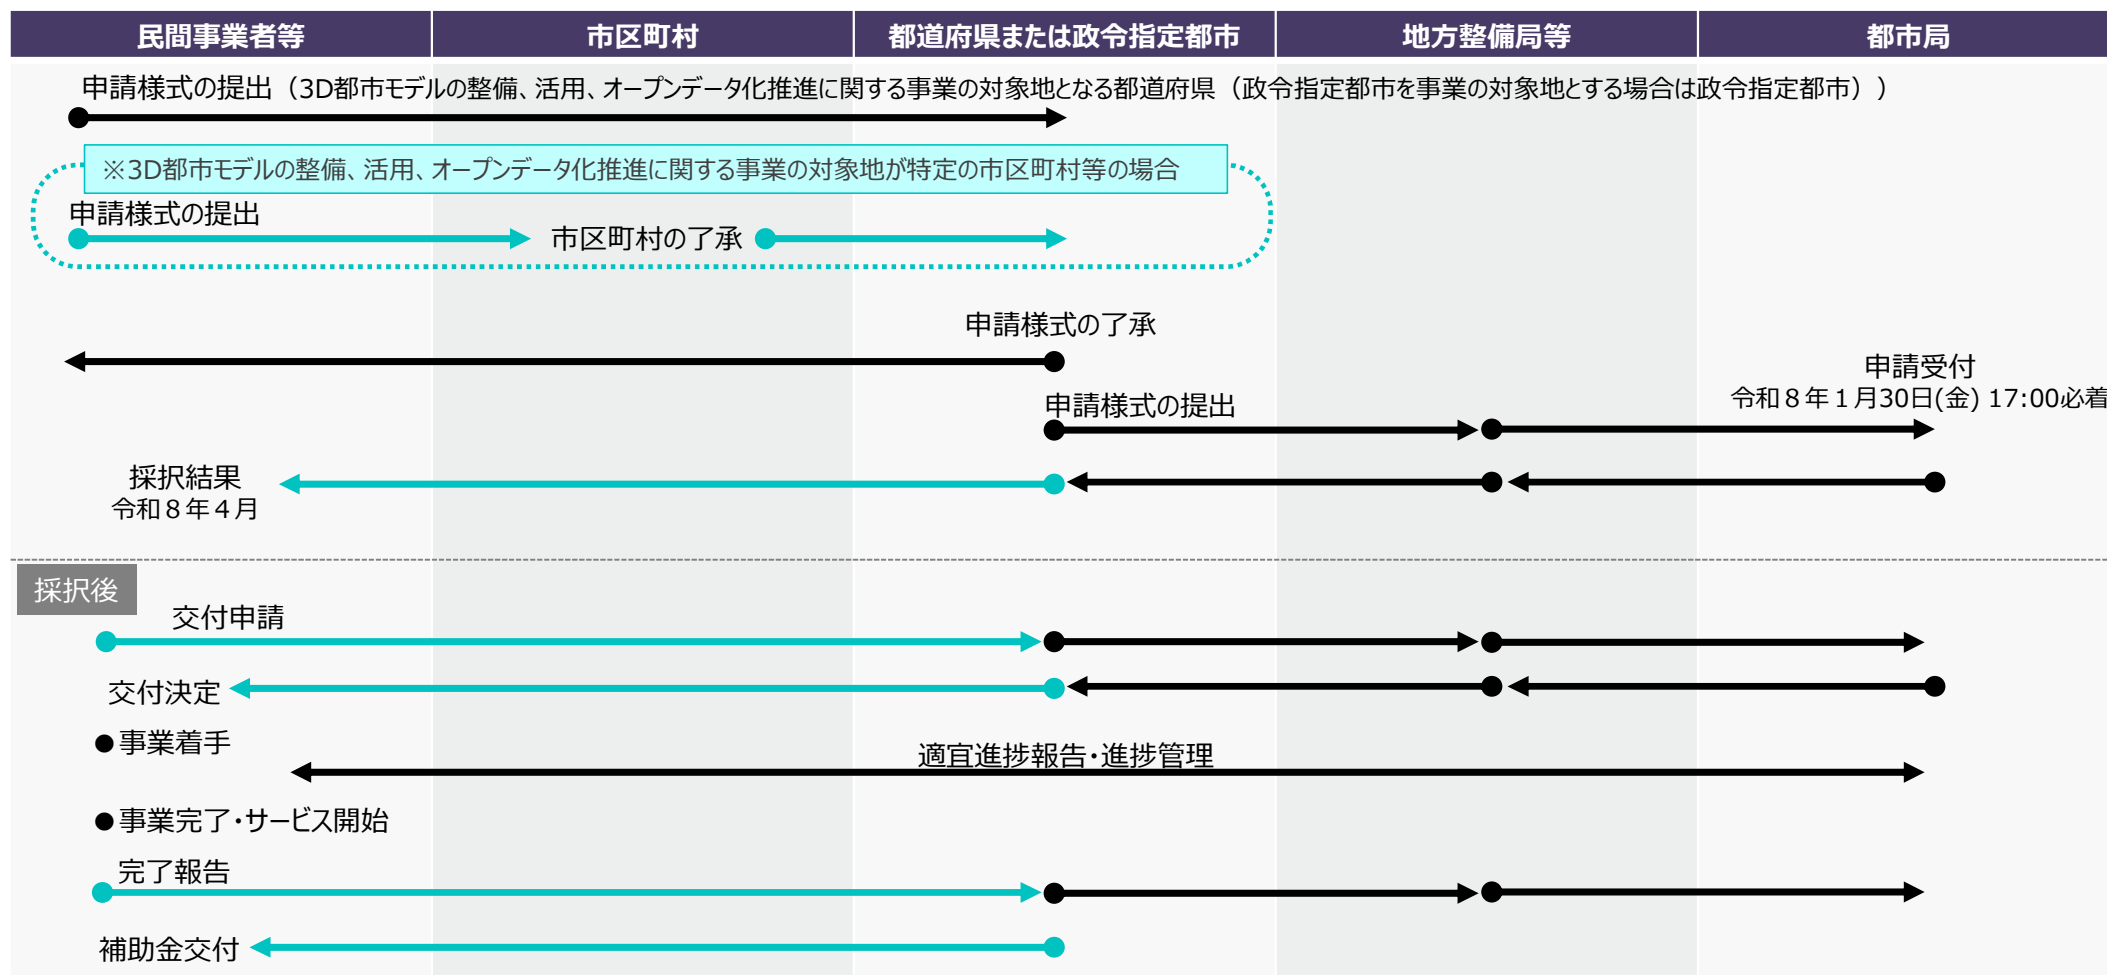 民間事業者等
市区町村
都道府県または政令指定都市
地方整備局等
都市局
申請様式の提出（3D都市モデルの整備、活用、オープンデータ化推進に関する事業の対象地となる都道府県（政令指定都市を事業の対象地とする場合は政令指定都市））
※3D都市モデルの整備、活用、オープンデータ化推進に関する事業の対象地が特定の市区町村等の場合
申請様式の提出
市区町村の了承
申請様式の了承
申請受付
令和８年１月30日(金) 17:00必着
申請様式の提出
採択結果
令和８年４月
採択後
交付申請
交付決定
●事業着手
適宜進捗報告・進捗管理
●事業完了・サービス開始
完了報告
補助金交付